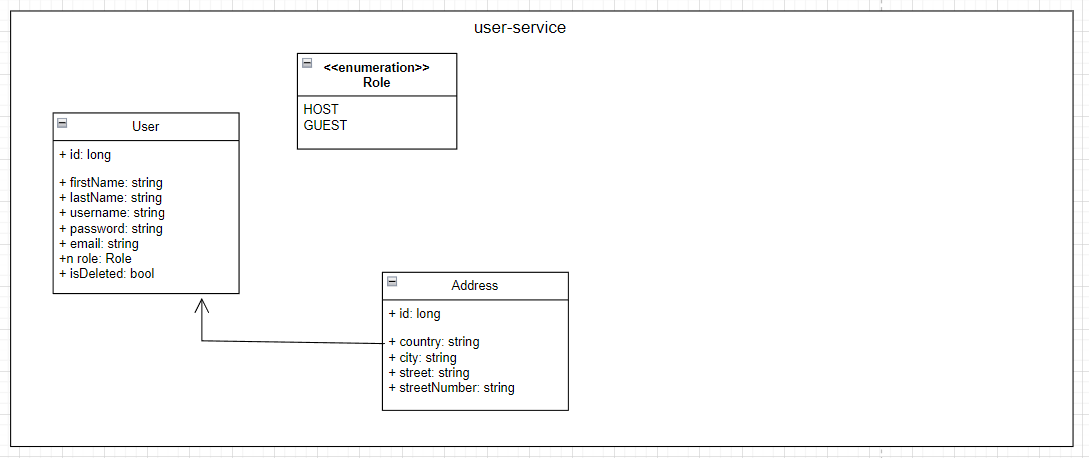 user-service
<<enumeration>>
Role
HOST
GUEST
User
+ id: long
+ firstName: string
+ lastName: string
+ username: string
+ password: string
+ email: string
+n role: Role
+ isDeleted: bool
Address
+ id: long
+ country: string
+ city: string
+ street: string
+ streetNumber: string